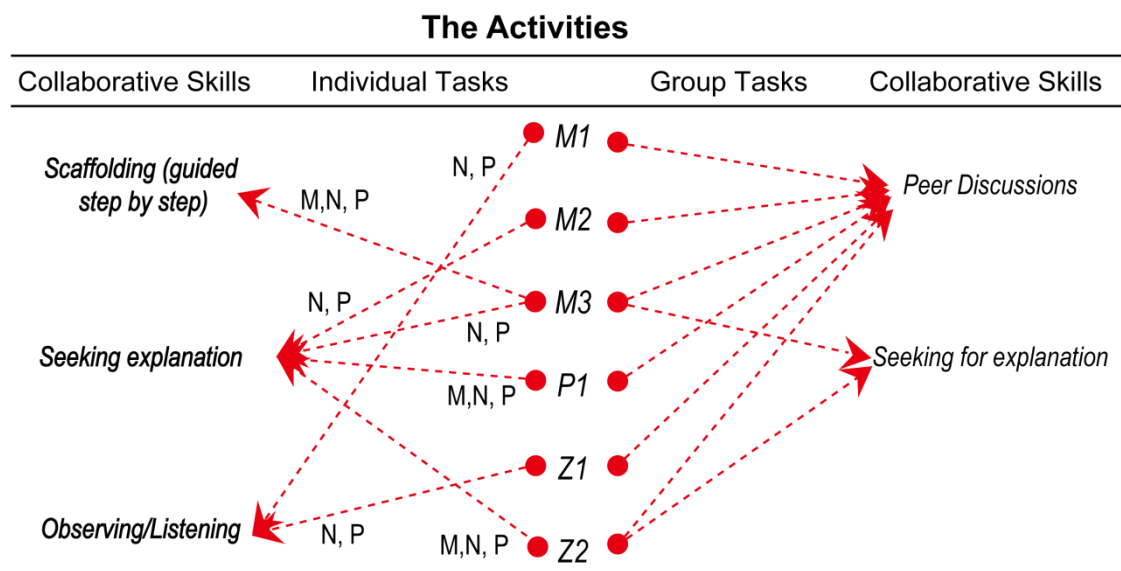 The Activities
Collaborative Skills Individual Tasks Group Tasks Collaborative Skills
M1
N, P
Scaffolding (guided
step by step)
Peer Discussions
M,N, P
M2
N, P
M3
N, P
Seeking explanation
Seeking for explanation
P1
M,N, P
Z1
Observing/Listening
N, P
M,N, P
Z2